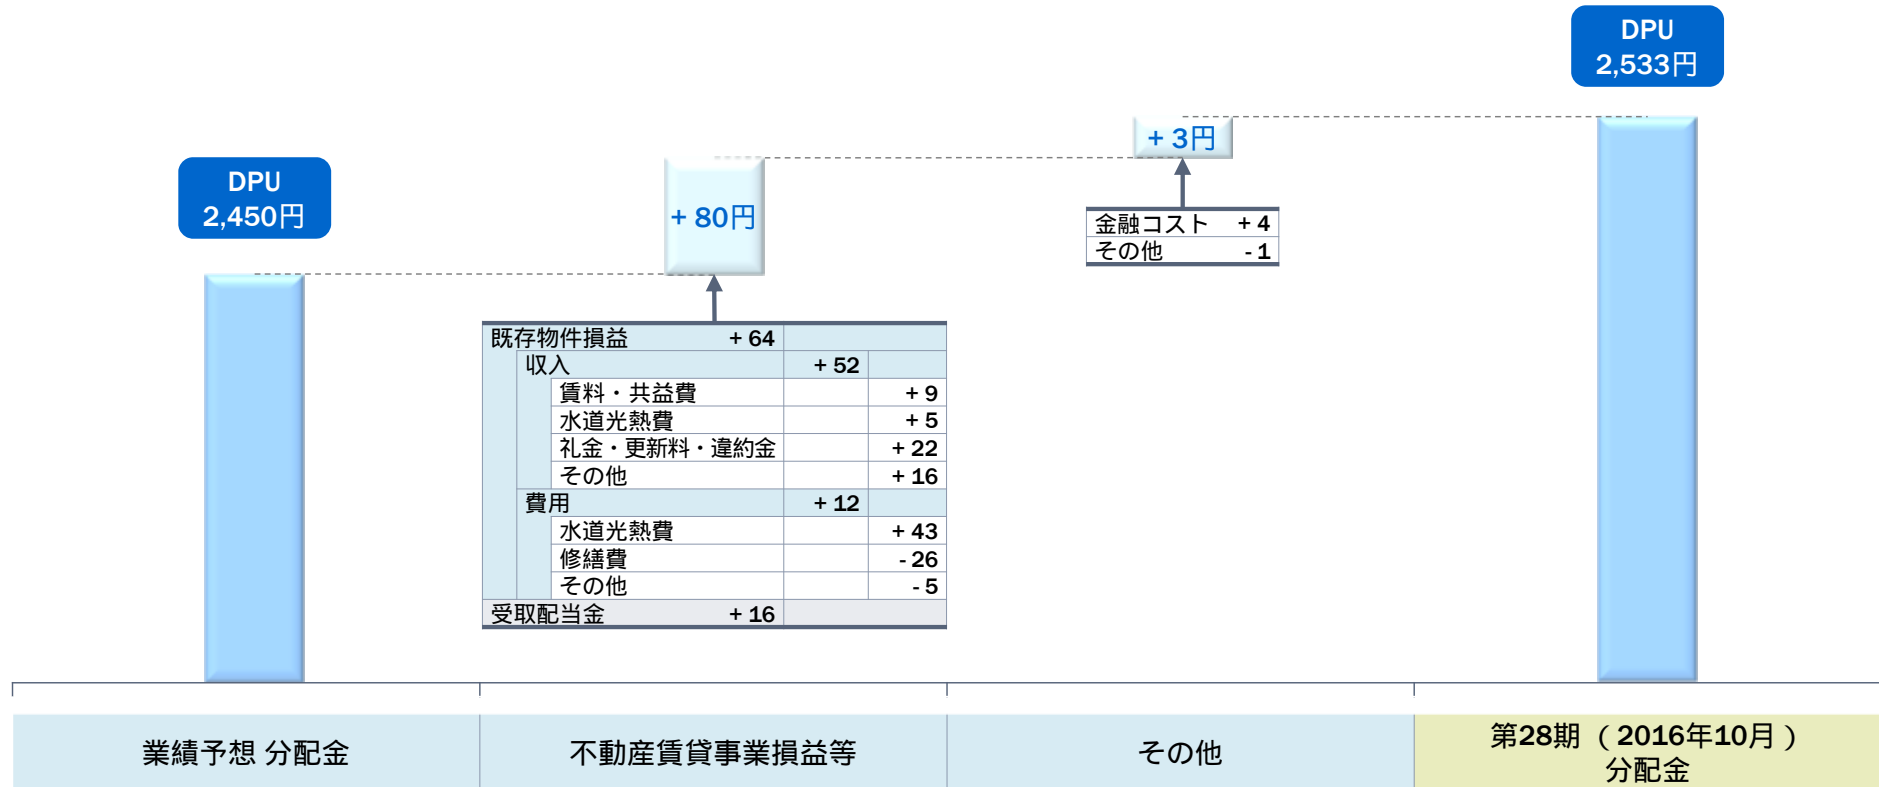 DPU
2,450円
+ 80円
+ 3円
DPU
2,533円
金融コスト + 4
その他 - 1
既存物件損益 + 64
収入 + 52
賃料・共益費 + 9
水道光熱費 + 5
礼金・更新料・違約金 + 22
その他 + 16
費用 + 12
水道光熱費 + 43
修繕費 - 26
その他 - 5
受取配当金 + 16
業績予想 分配金
不動産賃貸事業損益等
その他
第28期 （2016年10月）
分配金